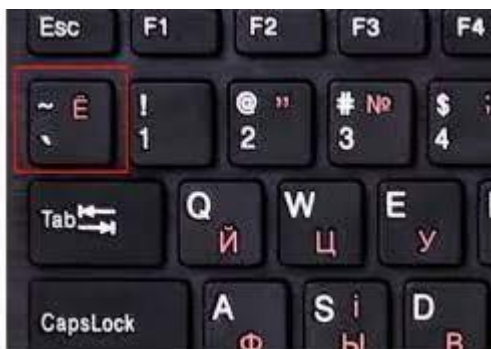 Esc F1 F2 F3 F4
~ Ё ! @ " # № $ ;
` 1 2 3 4
Tab Q W E
Й Ц У
CapsLock A S і D
Ф Ы В